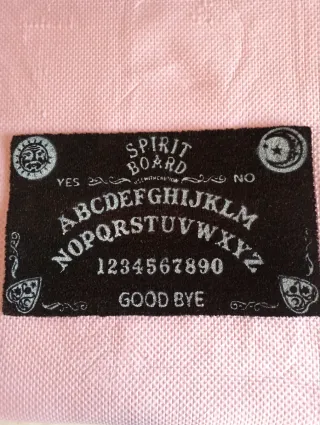 SPIRIT
BOARD
YES NO
ABCDEFGHIJKLM
NOPQRSTUVWXYZ
1234567890
GOOD BYE